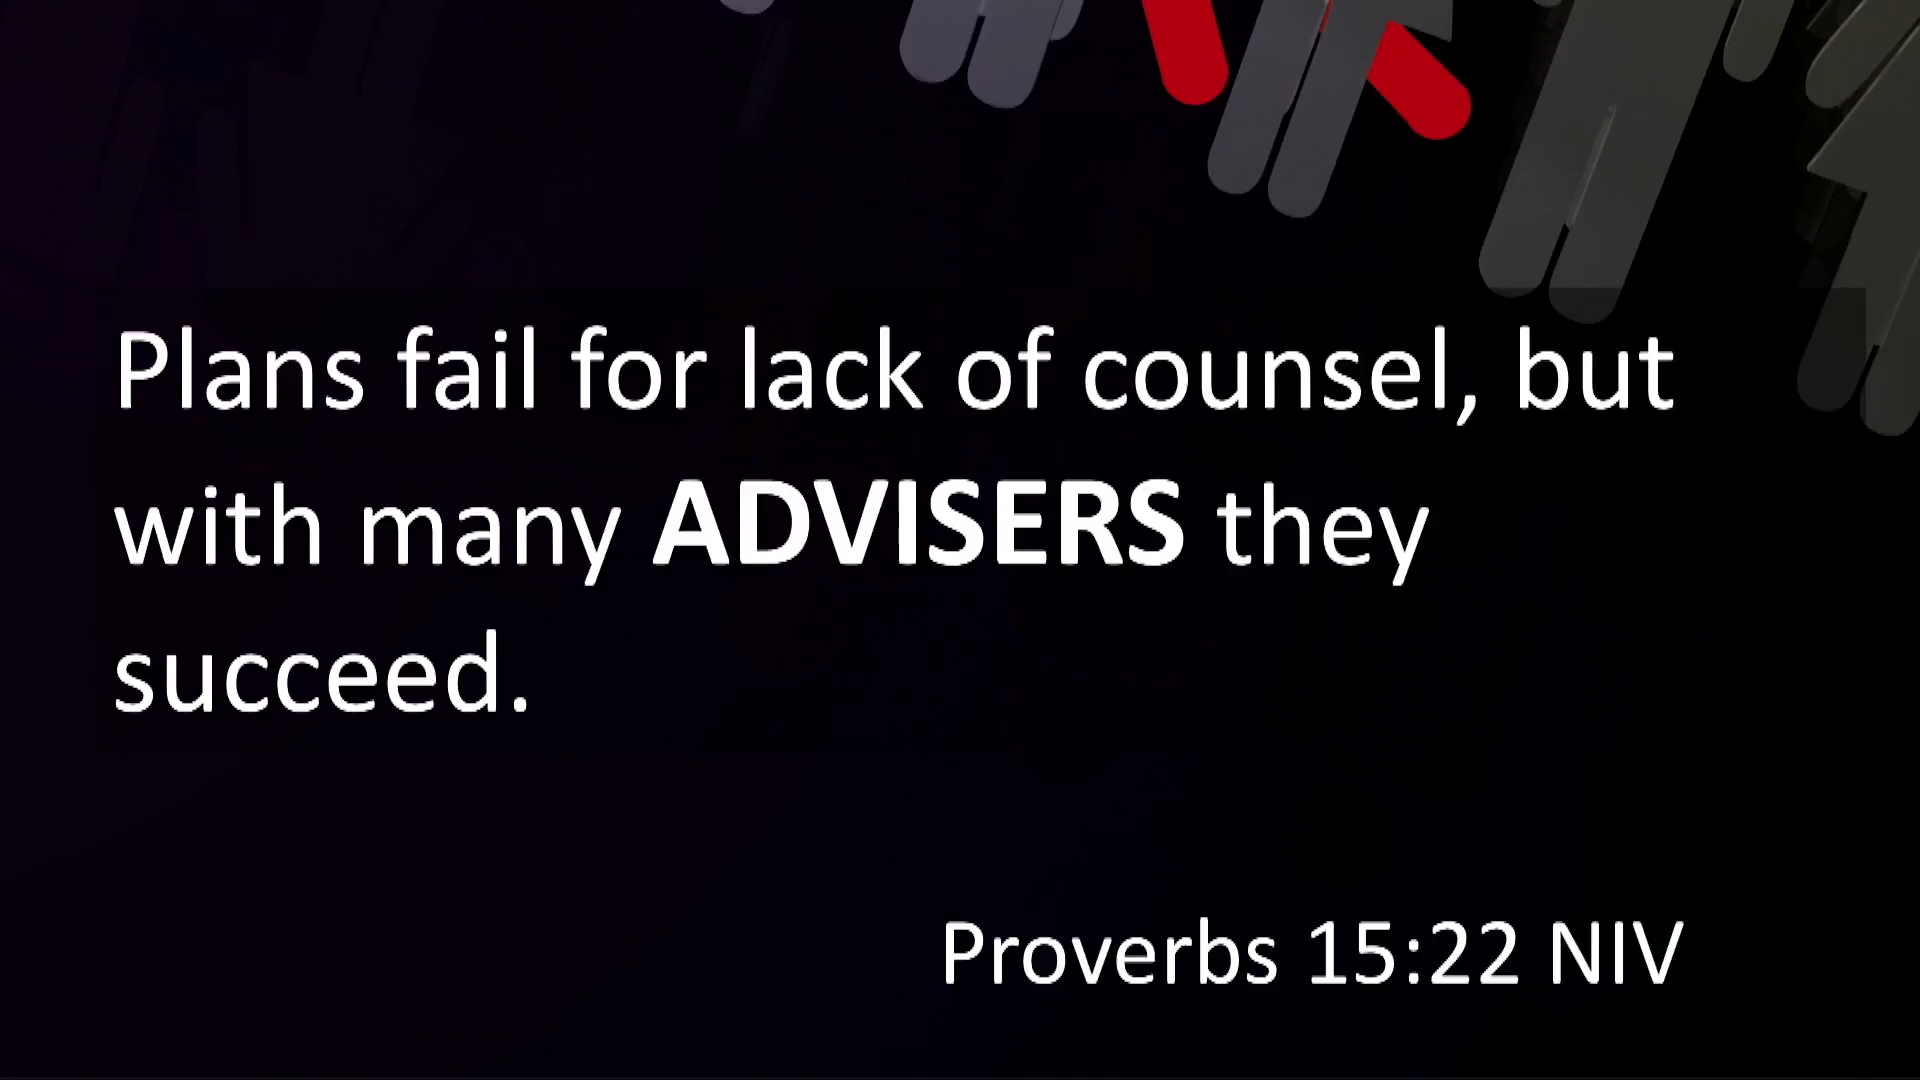 Plans fail for lack of counsel, but
with many ADVISERS they
succeed.
Proverbs 15:22 NIV